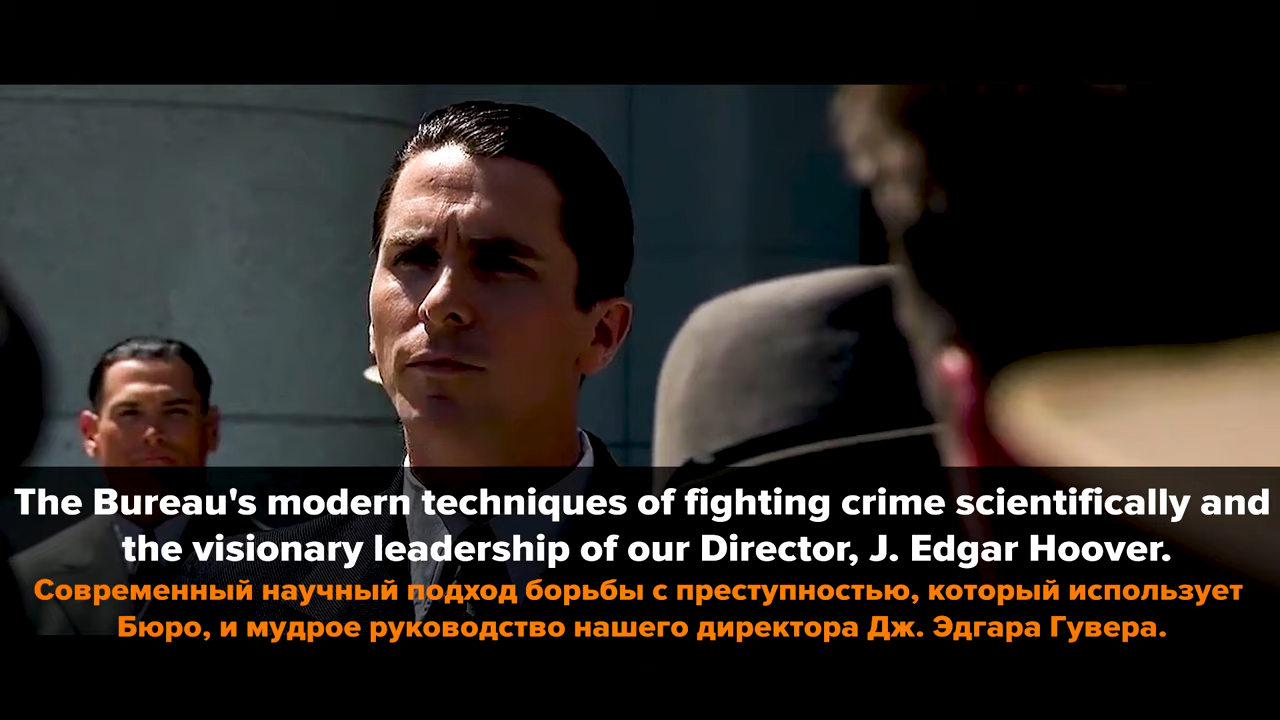 The Bureau's modern techniques of fighting crime scientifically and
the visionary leadership of our Director, J. Edgar Hoover.
Современный научный подход борьбы с преступностью, который использует
Бюро, и мудрое руководство нашего директора Дж. Эдгара Гувера.